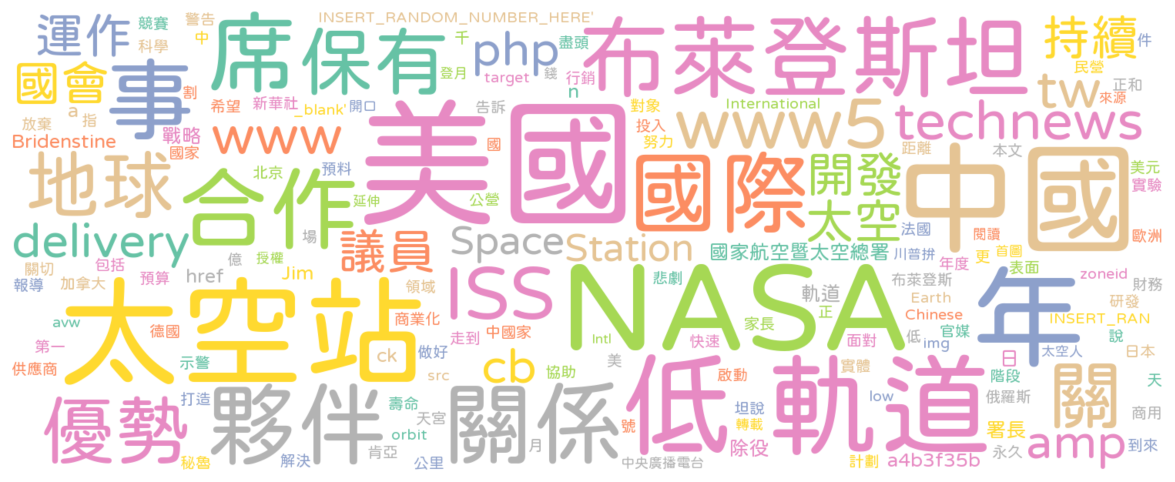 運作 競賽 警告 INSERT_RANDOM_NUMBER_HERE'
科學 中 席 保有 千 盡頭 布萊登斯坦 持續 件
國會 事 登月 php target 錢 行銷 n 民營
a 割 希望 新華社 _blank' 開口 告訴 對象 International tw 正和 來源
放棄 指 戰略 www 投入 努力 www5 technews
Bridenstine 國家 美國 國 距離 本文
地球 北京 預料 國際 開發 中國 美元
合作 延伸 公營 太空 實驗
delivery 場 議員 Space Station 國家航空暨太空總署 法國 閱讀 歐洲
關切 包括 億 授權 川普拚 更 首圖
報導 加拿大 預算 href Jim 領域 ISS 悲劇 NASA 軌道 布萊登斯 年度 表面 zoneid 財務
太空站 商業化 Earth 年 研發
avw 德國 走到 中國家 家長 正 Chinese INSERT_RAN
第一 示警 ck 做好 Intl 快速 面對 低 官媒 img 日 太空人 說 日本
供應商 src 美 協助 低軌道 實體 階段 天
優勢 打造 夥伴 壽命 天宮 關係 cb 啟動 low 俄羅斯 關 商用
orbit 號 坦說 轉載 署長 amp 到來
秘魯 解決 肯亞 公里 月 中央廣播電台 除役 計劃 a4b3f35b 永久